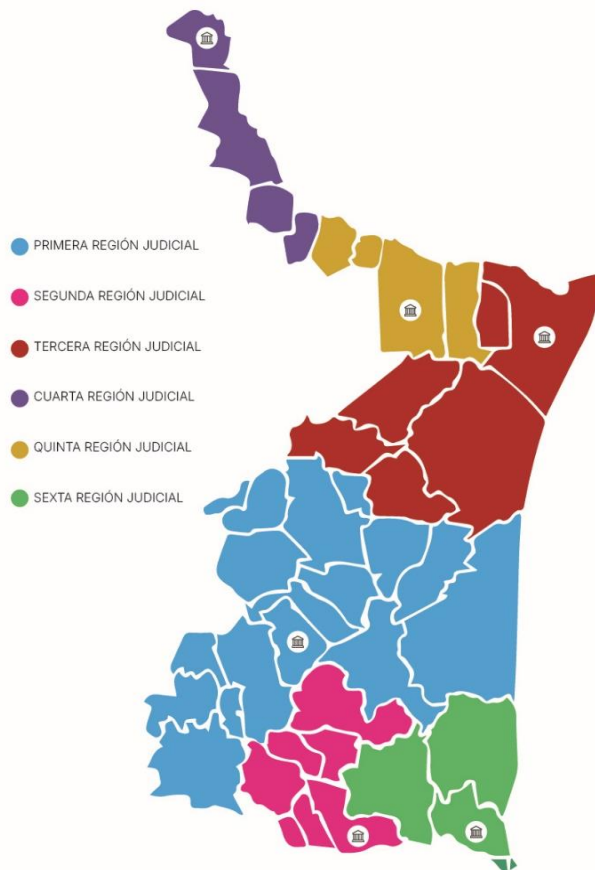 PRIMERA REGIÓN JUDICIAL
SEGUNDA REGIÓN JUDICIAL
TERCERA REGIÓN JUDICIAL
CUARTA REGIÓN JUDICIAL
QUINTA REGIÓN JUDICIAL
SEXTA REGIÓN JUDICIAL